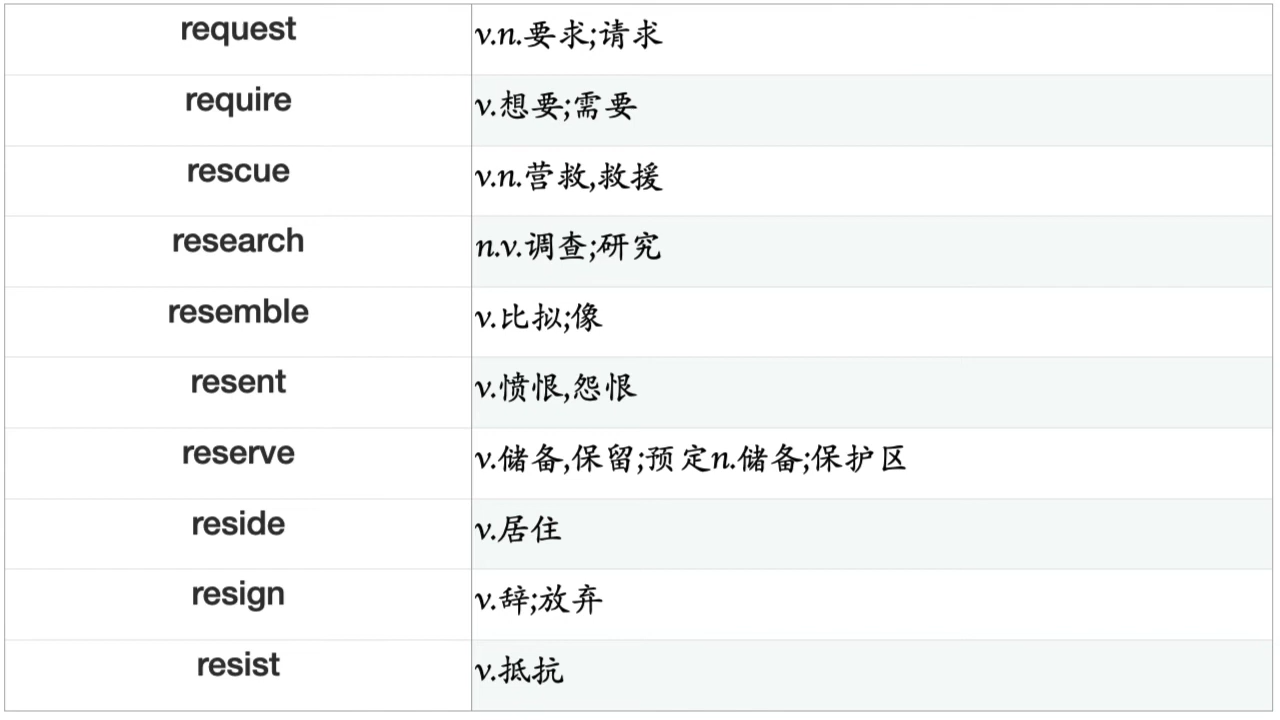 request v.n.要求;请求
require v.想要;需要
rescue v.n.营救,救援
research n.v.调查;研究
resemble v.比拟;像
resent v.愤恨,怨恨
reserve v.储备,保留;预定n.储备;保护区
reside v.居住
resign v.辞;放弃
resist v.抵抗